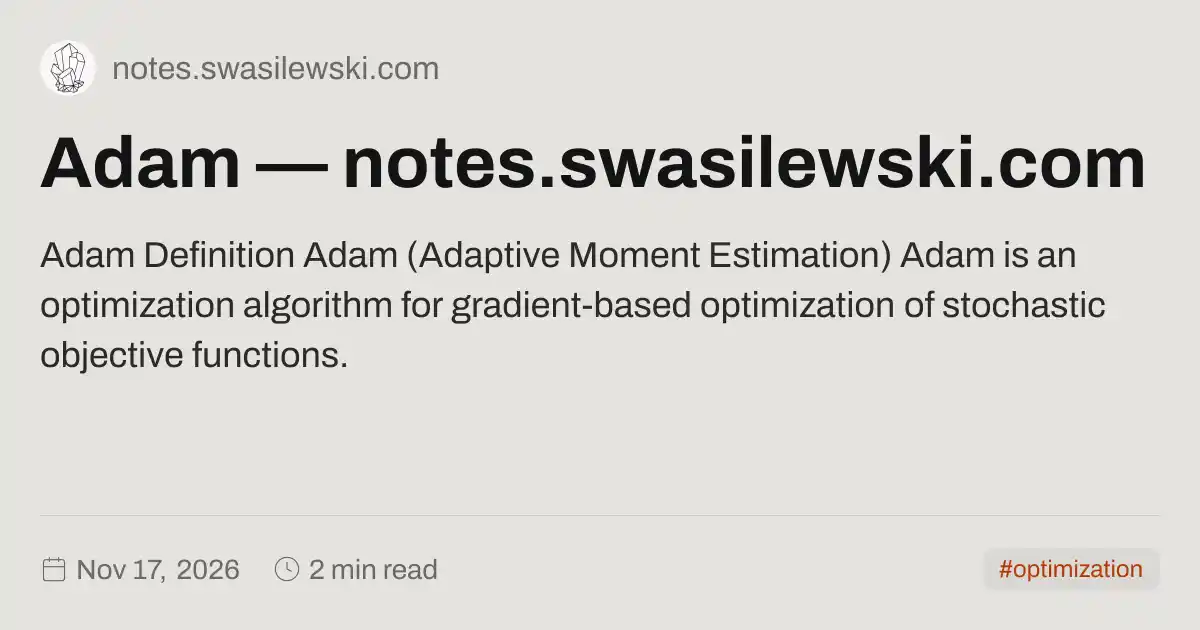 notes.swasilewski.com
Adam — notes.swasilewski.com
Adam Definition Adam (Adaptive Moment Estimation) Adam is an
optimization algorithm for gradient-based optimization of stochastic
objective functions.
Nov 17, 2026 2 min read #optimization